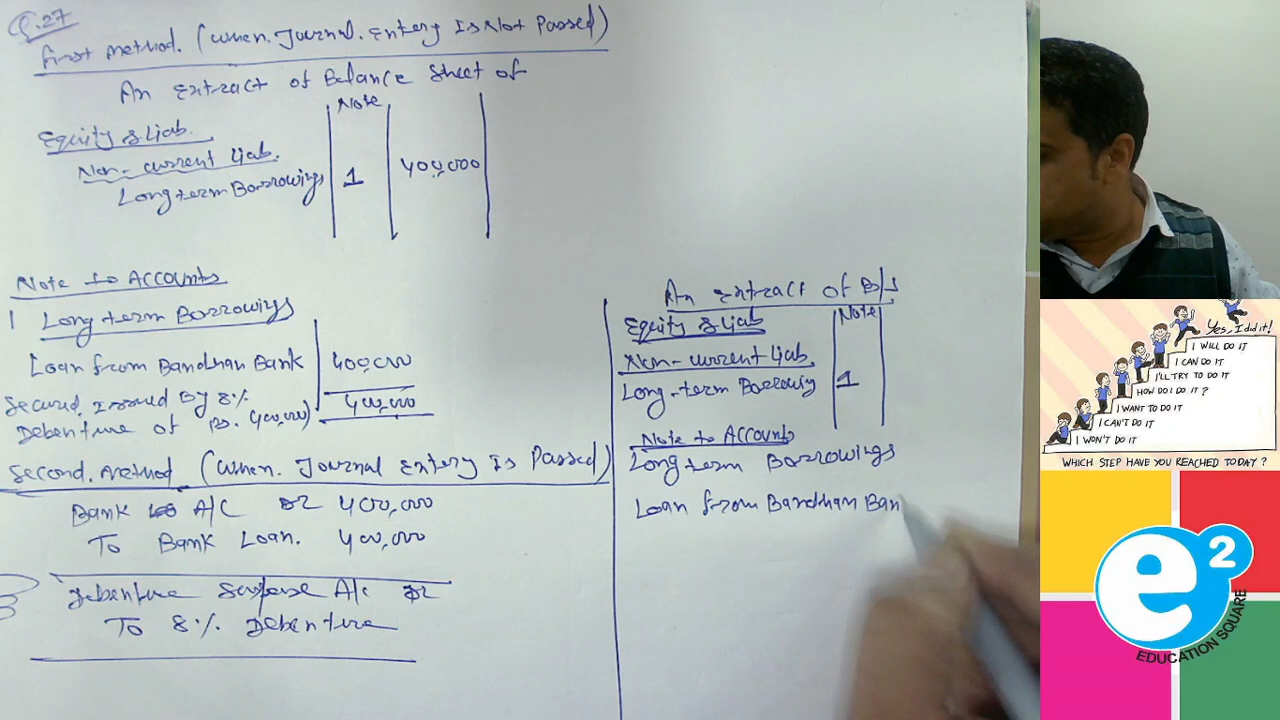 Q.27
First Method. (When. Journal. Entery Is Not Passed)
An Extract of Balance Sheet of
Note
Equity & Liab.
Non-current Liab.
Long term Borrowings 1 400,000
Note to Accounts
1 Long term Borrowings
Loan from Bandhan Bank 400,000
Secured Issued By 8%
Debenture of Rs. 400,000) 400,000
Second. Method (When. Journal Entery Is Passed)
Bank A/C Dr 400,000
To Bank Loan. 400,000
Debenture Suspense A/c Dr
To 8% Debenture
An Extract of B/S
Note
Equity & Liab
Non-current Liab.
Long-term Borrowing 1
Note to Accounts
Long term Borrowings
Loan from Bandhan Ban
Yes, I did it!
I WILL DO IT
I CAN DO IT
I'LL TRY TO DO IT
HOW DO I DO IT ?
I WANT TO DO IT
I CAN'T DO IT
I WON'T DO IT
WHICH STEP HAVE YOU REACHED TODAY ?
e2
EDUCATION SQUARE